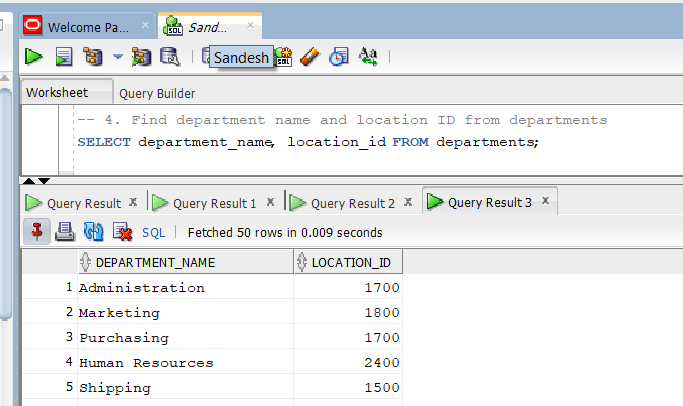 Welcome Pa... Sand...
SQL Sandesh SQL Aa
Worksheet Query Builder
-- 4. Find department name and location ID from departments
SELECT department_name, location_id FROM departments;
Query Result x Query Result 1 x Query Result 2 x Query Result 3 x
SQL Fetched 50 rows in 0.009 seconds
DEPARTMENT_NAME LOCATION_ID
1 Administration 1700
2 Marketing 1800
3 Purchasing 1700
4 Human Resources 2400
5 Shipping 1500